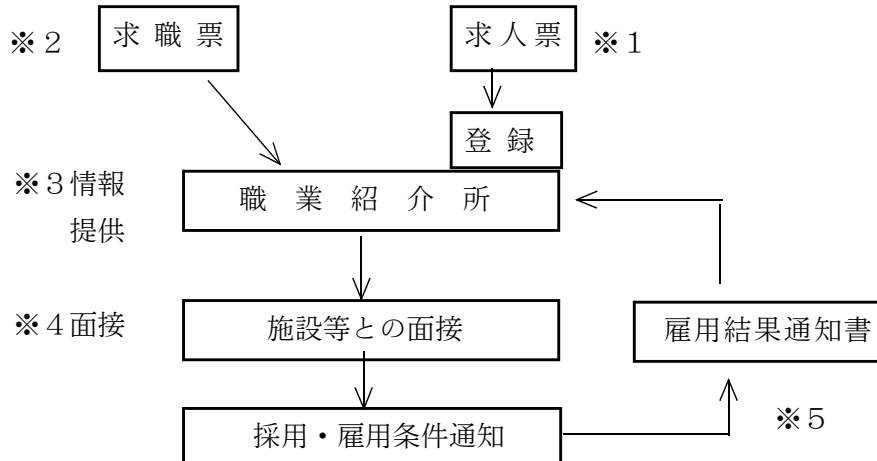 ※２
求職票
求人票
※１
登録
※３情報
提供
職業紹介所
※４面接
施設等との面接
雇用結果通知書
採用・雇用条件通知
※５